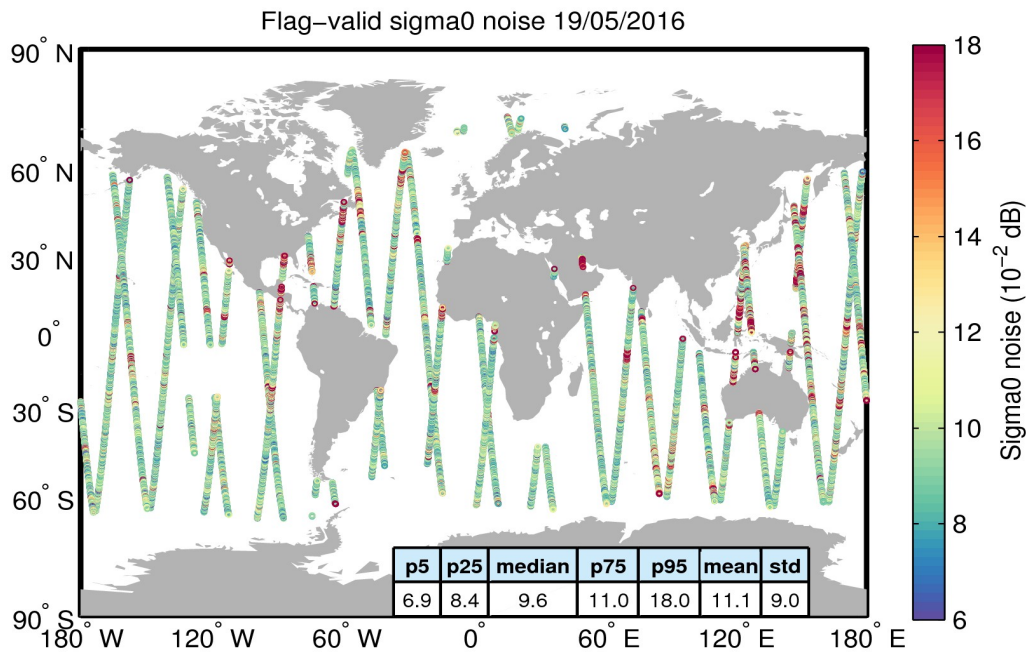 Flag−valid sigma0 noise 19/05/2016
90° N
60° N
30° N
0°
30° S
60° S
90° S
180° W
120° W
60° W
0°
60° E
120° E
180° E
p5 p25 median p75 p95 mean std
6.9 8.4 9.6 11.0 18.0 11.1 9.0
18
16
14
12
10
8
6
Sigma0 noise (10−2 dB)